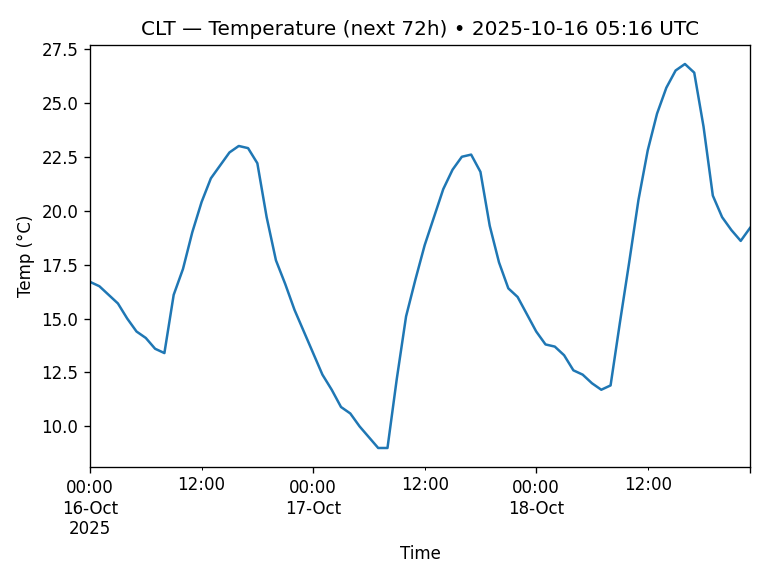 CLT — Temperature (next 72h) • 2025-10-16 05:16 UTC
27.5
25.0
22.5
20.0
17.5
15.0
12.5
10.0
Temp (°C)
00:00 12:00 00:00 12:00 00:00 12:00
16-Oct 17-Oct 18-Oct
2025
Time